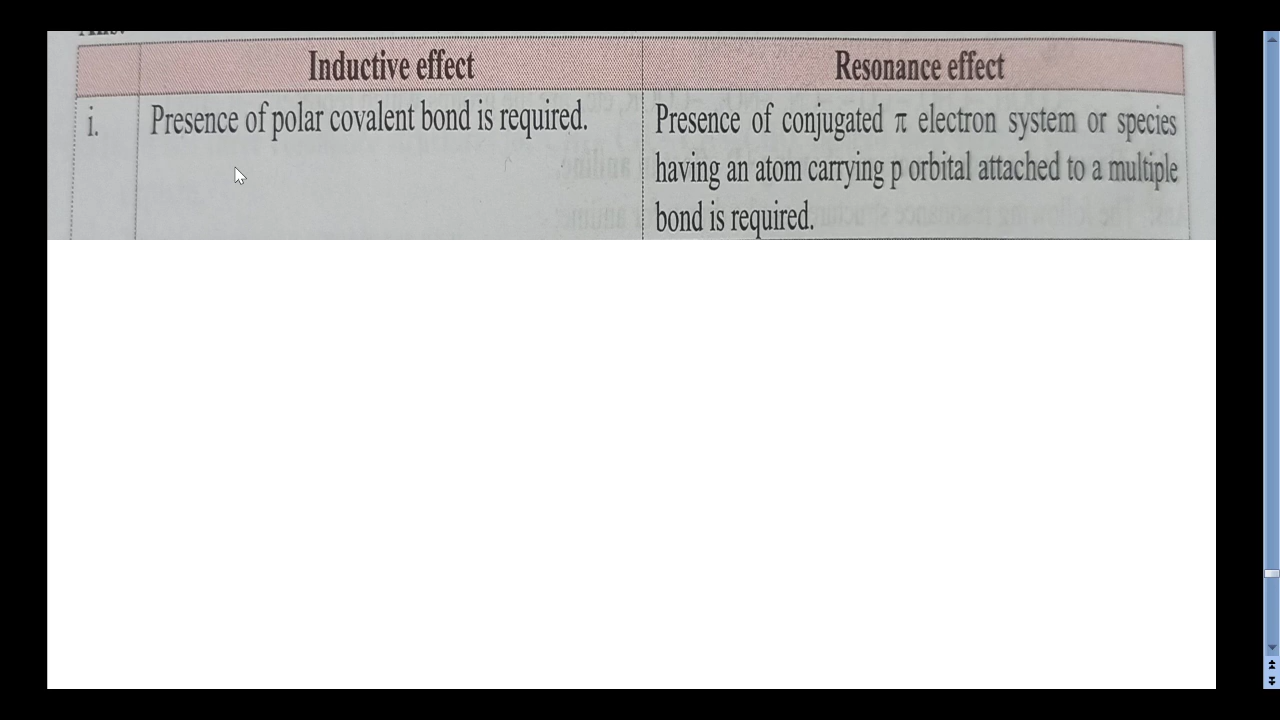 Inductive effect Resonance effect
i. Presence of polar covalent bond is required. Presence of conjugated π electron system or species
having an atom carrying p orbital attached to a multiple
bond is required.